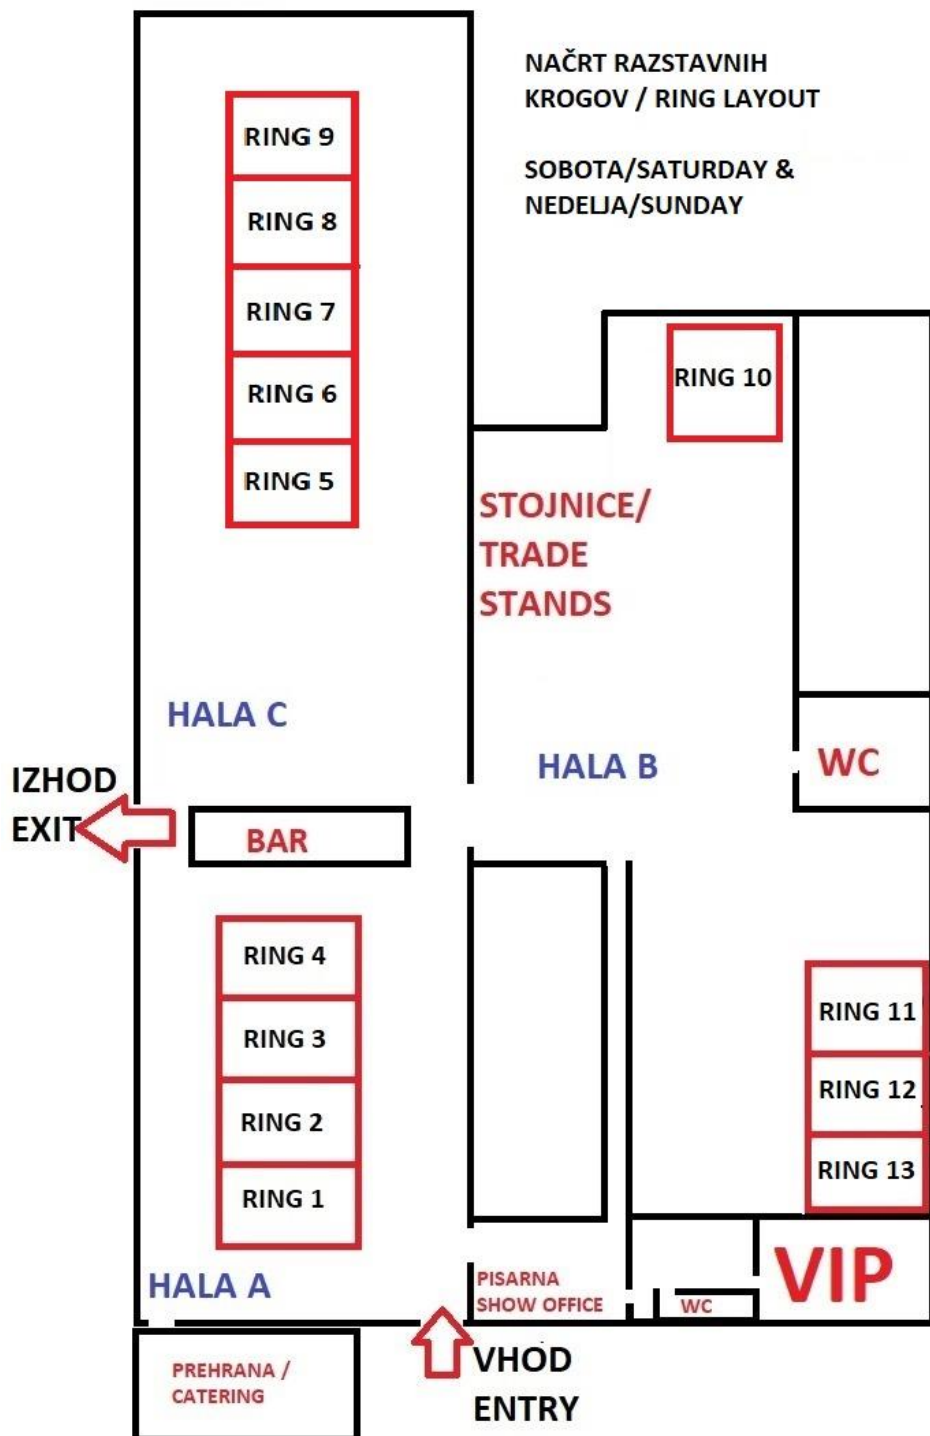 NAČRT RAZSTAVNIH
KROGOV / RING LAYOUT
SOBOTA/SATURDAY &
NEDELJA/SUNDAY
RING 9
RING 8
RING 7
RING 6
RING 5
RING 10
STOJNICE/
TRADE
STANDS
HALA C
HALA B
WC
IZHOD
EXIT
BAR
RING 4
RING 3
RING 2
RING 1
RING 11
RING 12
RING 13
HALA A
PISARNA
SHOW OFFICE
WC
VIP
PREHRANA /
CATERING
VHOD
ENTRY